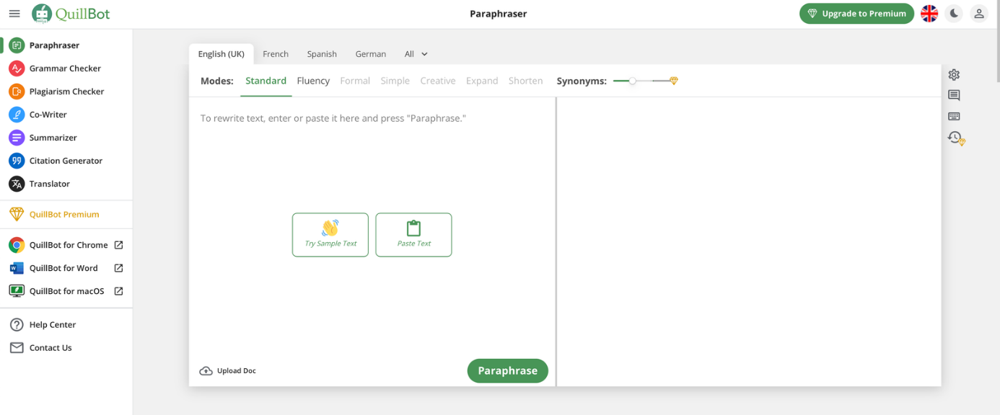 QuillBot
Paraphraser
Upgrade to Premium
Paraphraser
Grammar Checker
Plagiarism Checker
Co-Writer
Summarizer
99
Citation Generator
Translator
QuillBot Premium
QuillBot for Chrome
W
QuillBot for Word
QuillBot for macOS
Help Center
Contact Us
English (UK) French Spanish German All
Modes: Standard Fluency Formal Simple Creative Expand Shorten Synonyms:
To rewrite text, enter or paste it here and press "Paraphrase."
Try Sample Text
Paste Text
Upload Doc
Paraphrase